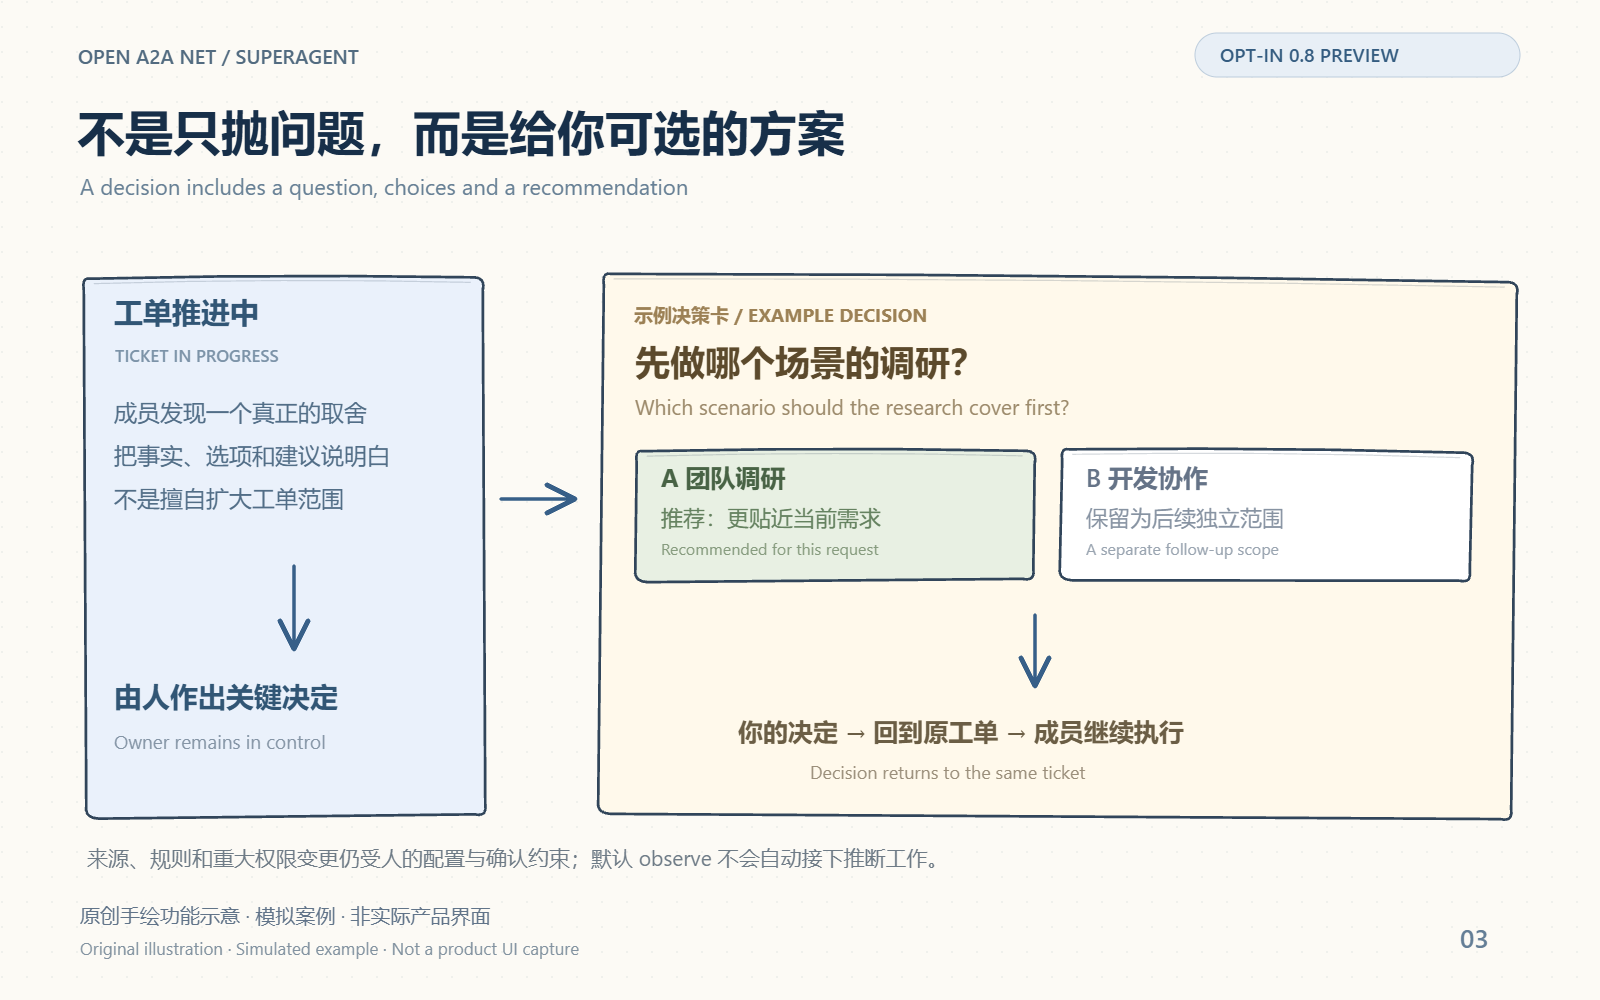 OPEN A2A NET / SUPERAGENT
OPT-IN 0.8 PREVIEW
不是只抛问题，而是给你可选的方案
A decision includes a question, choices and a recommendation
工单推进中
TICKET IN PROGRESS
成员发现一个真正的取舍
把事实、选项和建议说明白
不是擅自扩大工单范围
由人作出关键决定
Owner remains in control
示例决策卡 / EXAMPLE DECISION
先做哪个场景的调研？
Which scenario should the research cover first?
A 团队调研
推荐：更贴近当前需求
Recommended for this request
B 开发协作
保留为后续独立范围
A separate follow-up scope
你的决定 → 回到原工单 → 成员继续执行
Decision returns to the same ticket
来源、规则和重大权限变更仍受人的配置与确认约束；默认 observe 不会自动接下推断工作。
原创手绘功能示意 · 模拟案例 · 非实际产品界面
Original illustration · Simulated example · Not a product UI capture
03